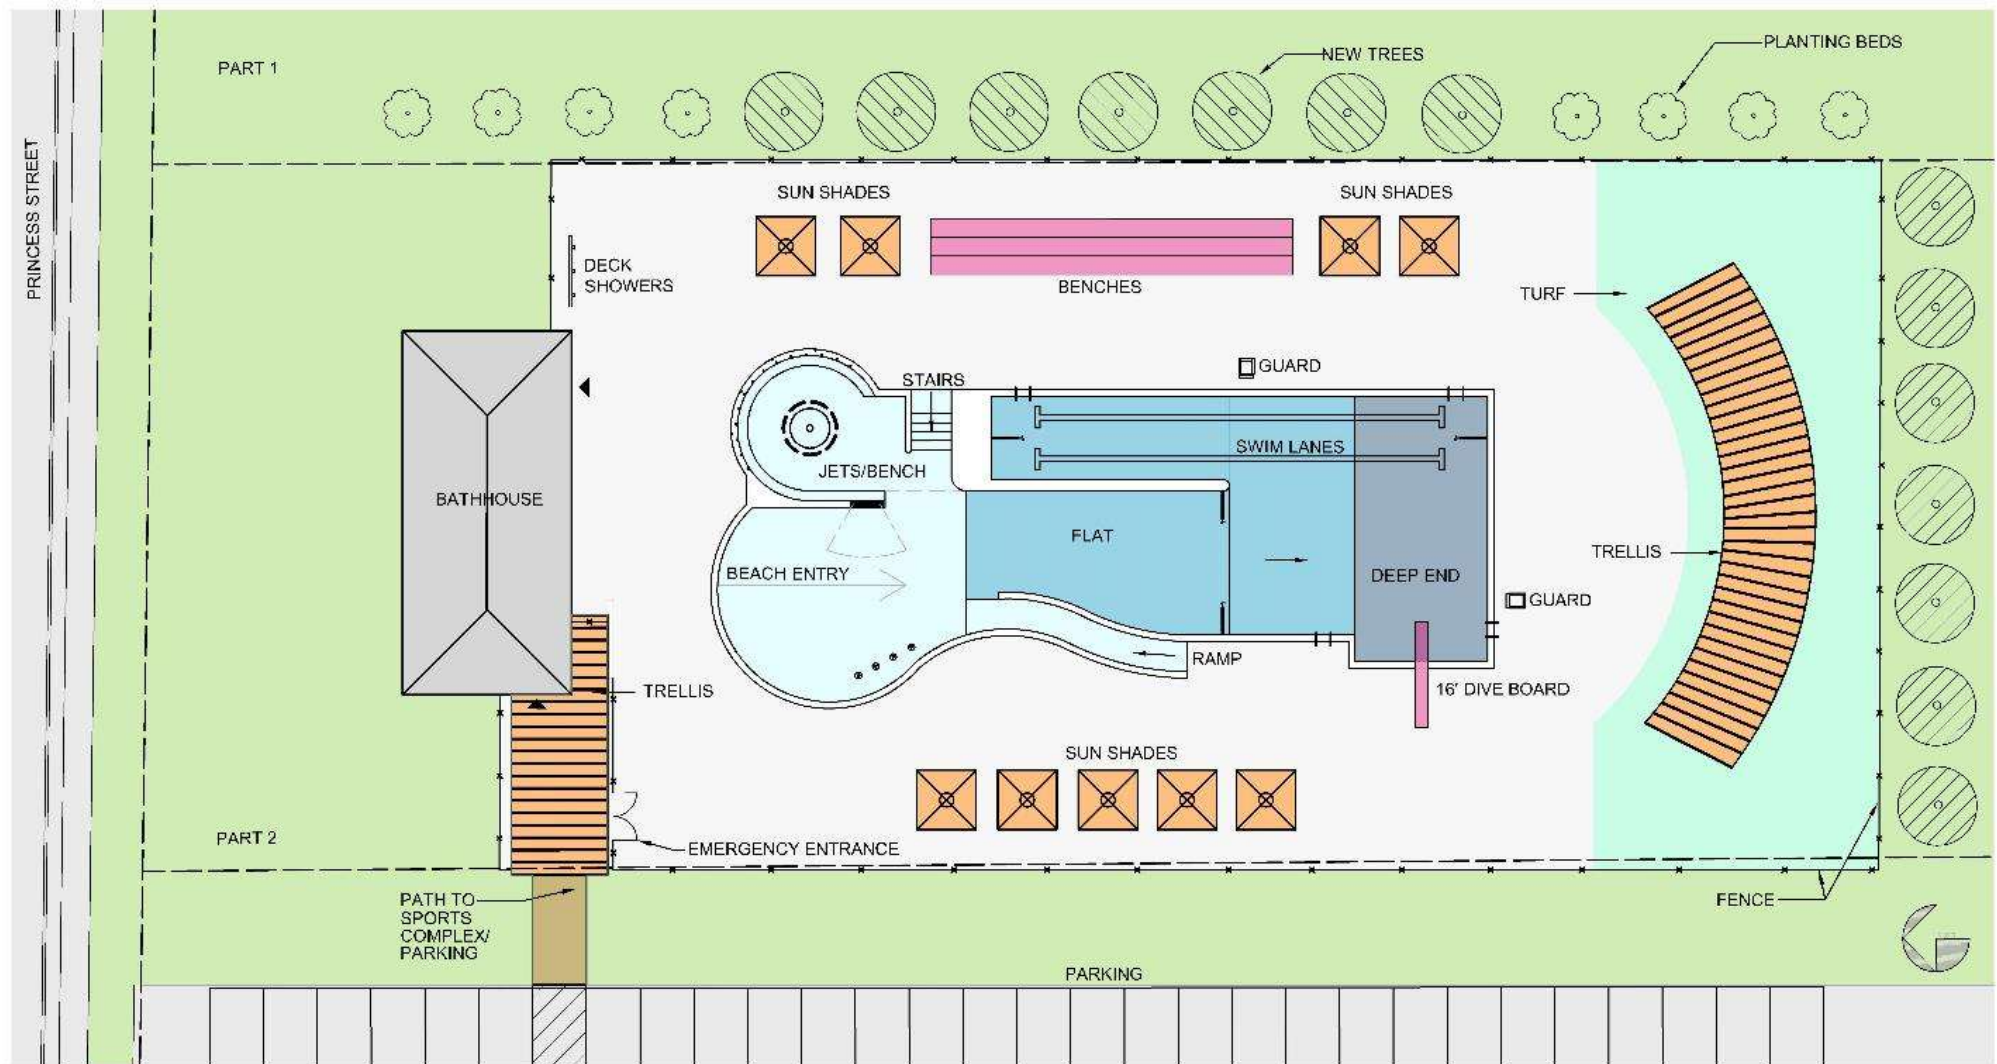 PRINCESS STREET
PART 1
NEW TREES
PLANTING BEDS
SUN SHADES
SUN SHADES
DECK
SHOWERS
BENCHES
TURF
GUARD
STAIRS
SWIM LANES
JETS/BENCH
BATHHOUSE
FLAT
TRELLIS
BEACH ENTRY
DEEP END
GUARD
RAMP
TRELLIS
16' DIVE BOARD
SUN SHADES
PART 2
EMERGENCY ENTRANCE
PATH TO
SPORTS
COMPLEX/
PARKING
FENCE
PARKING